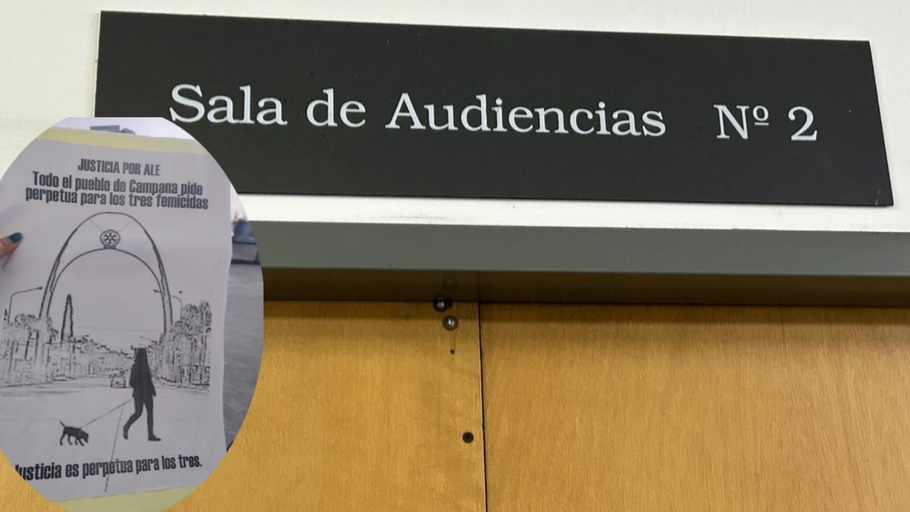 Sala de Audiencias Nº 2
JUSTICIA POR ALE
Todo el pueblo de Campana pide
perpetua para los tres femicidas
Justicia es perpetua para los tres.